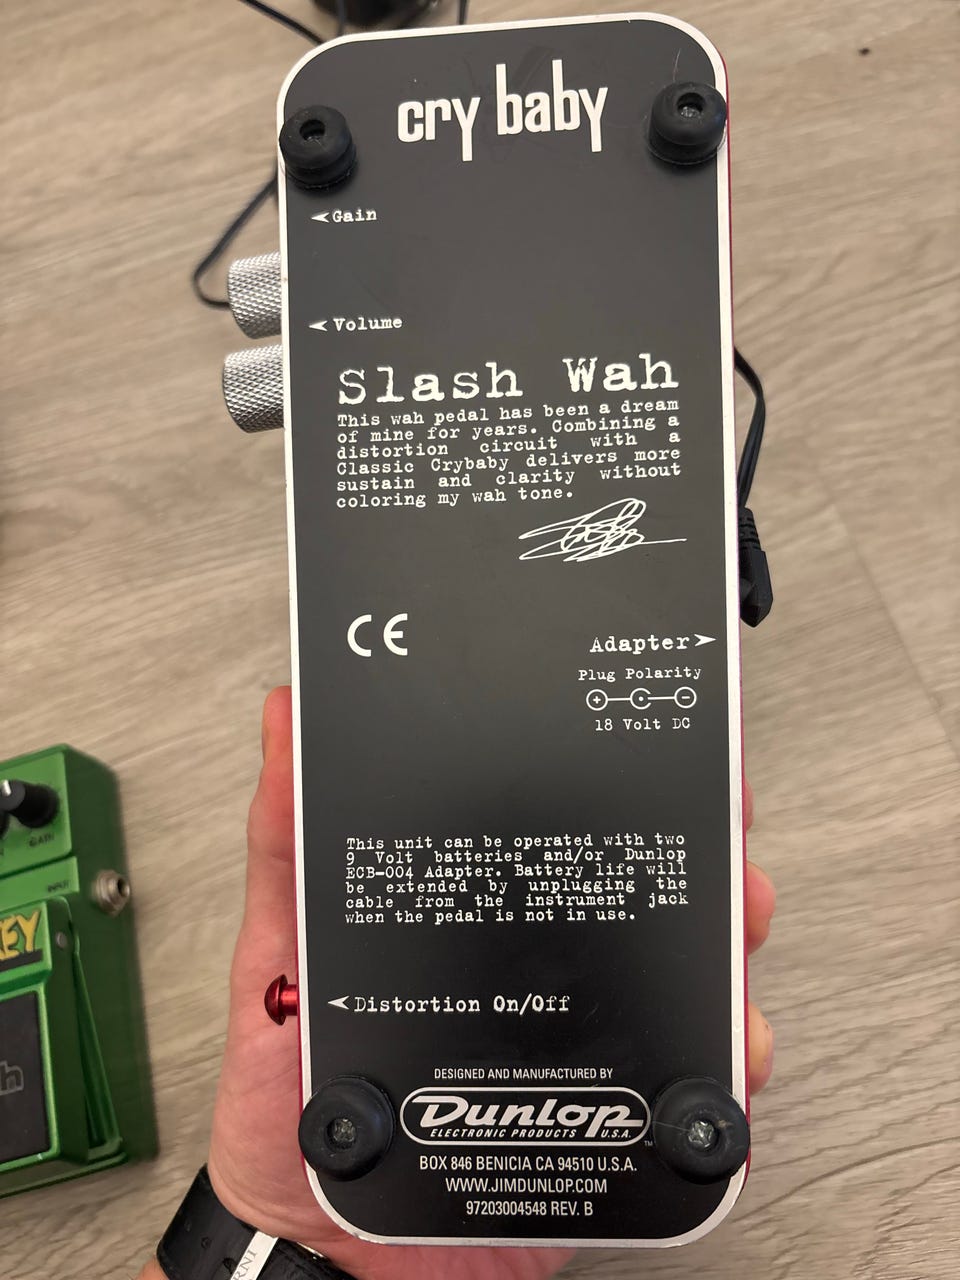 cry baby
Gain
Volume
Slash Wah
This wah pedal has been a dream
of mine for years. Combining a
distortion circuit with a
Classic Crybaby delivers more
sustain and clarity without
coloring my wah tone.
CE
Adapter
Plug Polarity
+ -
18 Volt DC
This unit can be operated with two
9 Volt batteries and/or Dunlop
ECB-004 Adapter. Battery life will
be extended by unplugging the
cable from the instrument jack
when the pedal is not in use.
Distortion On/Off
DESIGNED AND MANUFACTURED BY
Dunlop
ELECTRONIC PRODUCTS U.S.A.™
BOX 846 BENICIA CA 94510 U.S.A.
WWW.JIMDUNLOP.COM
97203004548 REV. B
GAIN
INPUT
KEY
h
RNI